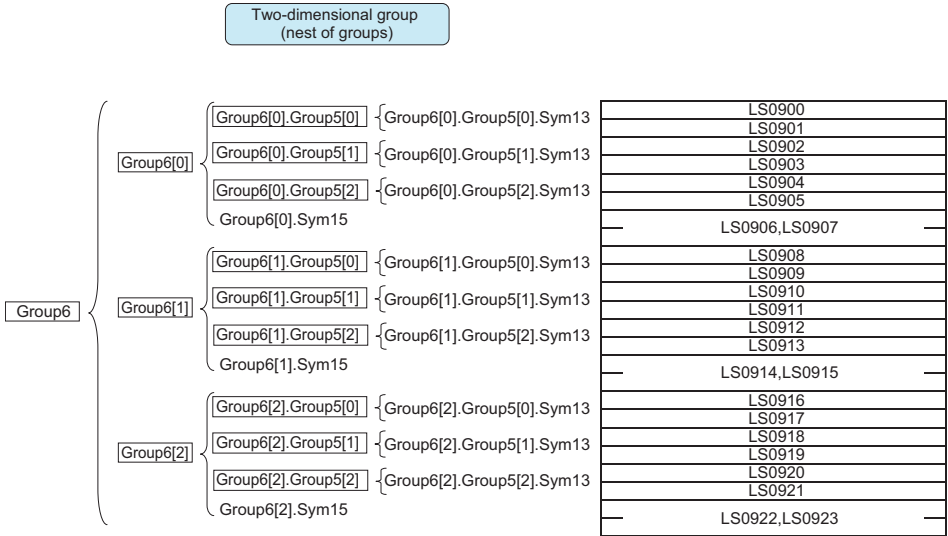 Two-dimensional group
(nest of groups)
Group6[0].Group5[0] Group6[0].Group5[0].Sym13 LS0900
LS0901
Group6[0] Group6[0].Group5[1] Group6[0].Group5[1].Sym13 LS0902
LS0903
Group6[0].Group5[2] Group6[0].Group5[2].Sym13 LS0904
LS0905
Group6[0].Sym15 LS0906,LS0907
Group6[1].Group5[0] Group6[1].Group5[0].Sym13 LS0908
LS0909
Group6 Group6[1] Group6[1].Group5[1] Group6[1].Group5[1].Sym13 LS0910
LS0911
Group6[1].Group5[2] Group6[1].Group5[2].Sym13 LS0912
LS0913
Group6[1].Sym15 LS0914,LS0915
Group6[2].Group5[0] Group6[2].Group5[0].Sym13 LS0916
LS0917
Group6[2] Group6[2].Group5[1] Group6[2].Group5[1].Sym13 LS0918
LS0919
Group6[2].Group5[2] Group6[2].Group5[2].Sym13 LS0920
LS0921
Group6[2].Sym15 LS0922,LS0923